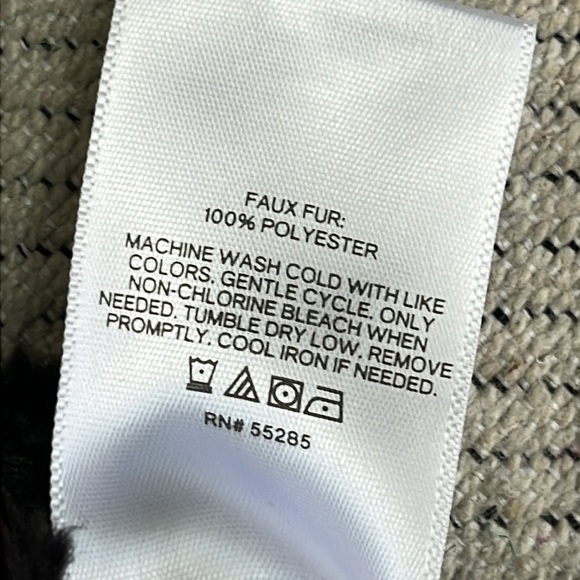 FAUX FUR:
100% POLYESTER
MACHINE WASH COLD WITH LIKE
COLORS. GENTLE CYCLE. ONLY
NON-CHLORINE BLEACH WHEN
NEEDED. TUMBLE DRY LOW. REMOVE
PROMPTLY. COOL IRON IF NEEDED.
RN# 55285